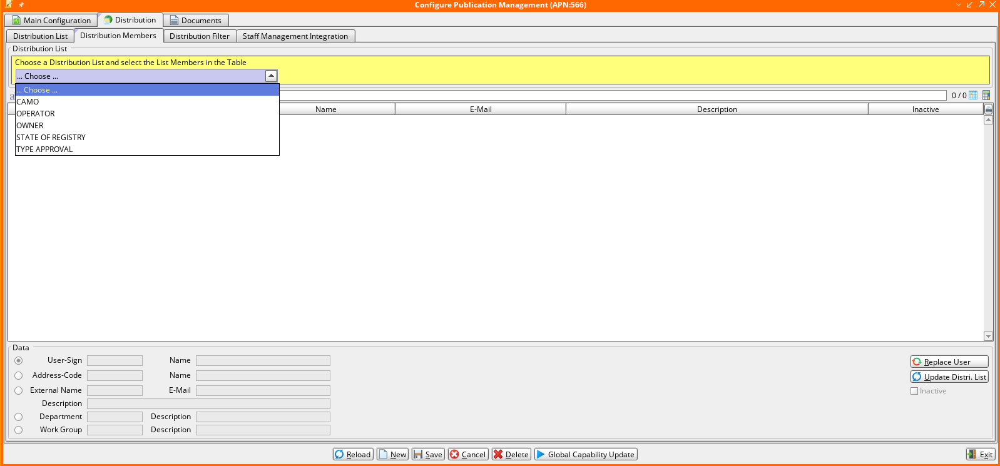 Configure Publication Management (APN:566)
Main Configuration
Distribution
Documents
Distribution List
Distribution Members
Distribution Filter
Staff Management Integration
Distribution List
Choose a Distribution List and select the List Members in the Table
... Choose ...
... Choose ...
CAMO
OPERATOR
OWNER
STATE OF REGISTRY
TYPE APPROVAL
0 / 0
Name
E-Mail
Description
Inactive
Data
User-Sign
Name
Replace User
Address-Code
Name
Update Distri. List
External Name
E-Mail
Inactive
Description
Department
Description
Work Group
Description
Reload
New
Save
Cancel
Delete
Global Capability Update
Exit